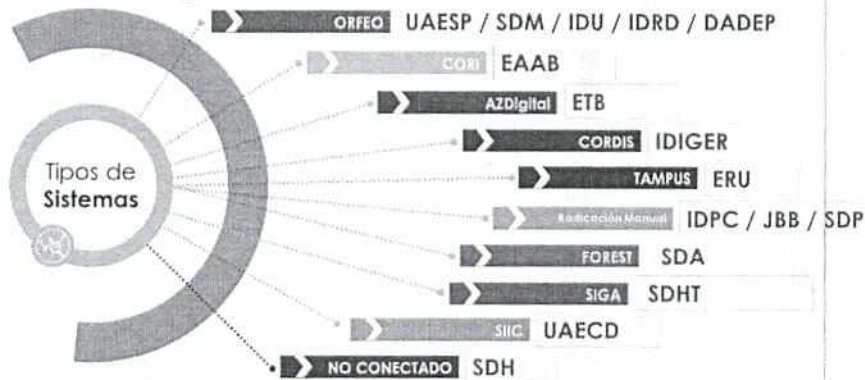 ORFEO UAESP / SDM / IDU / IDRD / DADEP
CORI EAAB
AZDigital ETB
CORDIS IDIGER
TAMPUS ERU
Radicación Manual IDPC / JBB / SDP
FOREST SDA
SIGA SDHT
SIIC UAECD
NO CONECTADO SDH
Tipos de
Sistemas